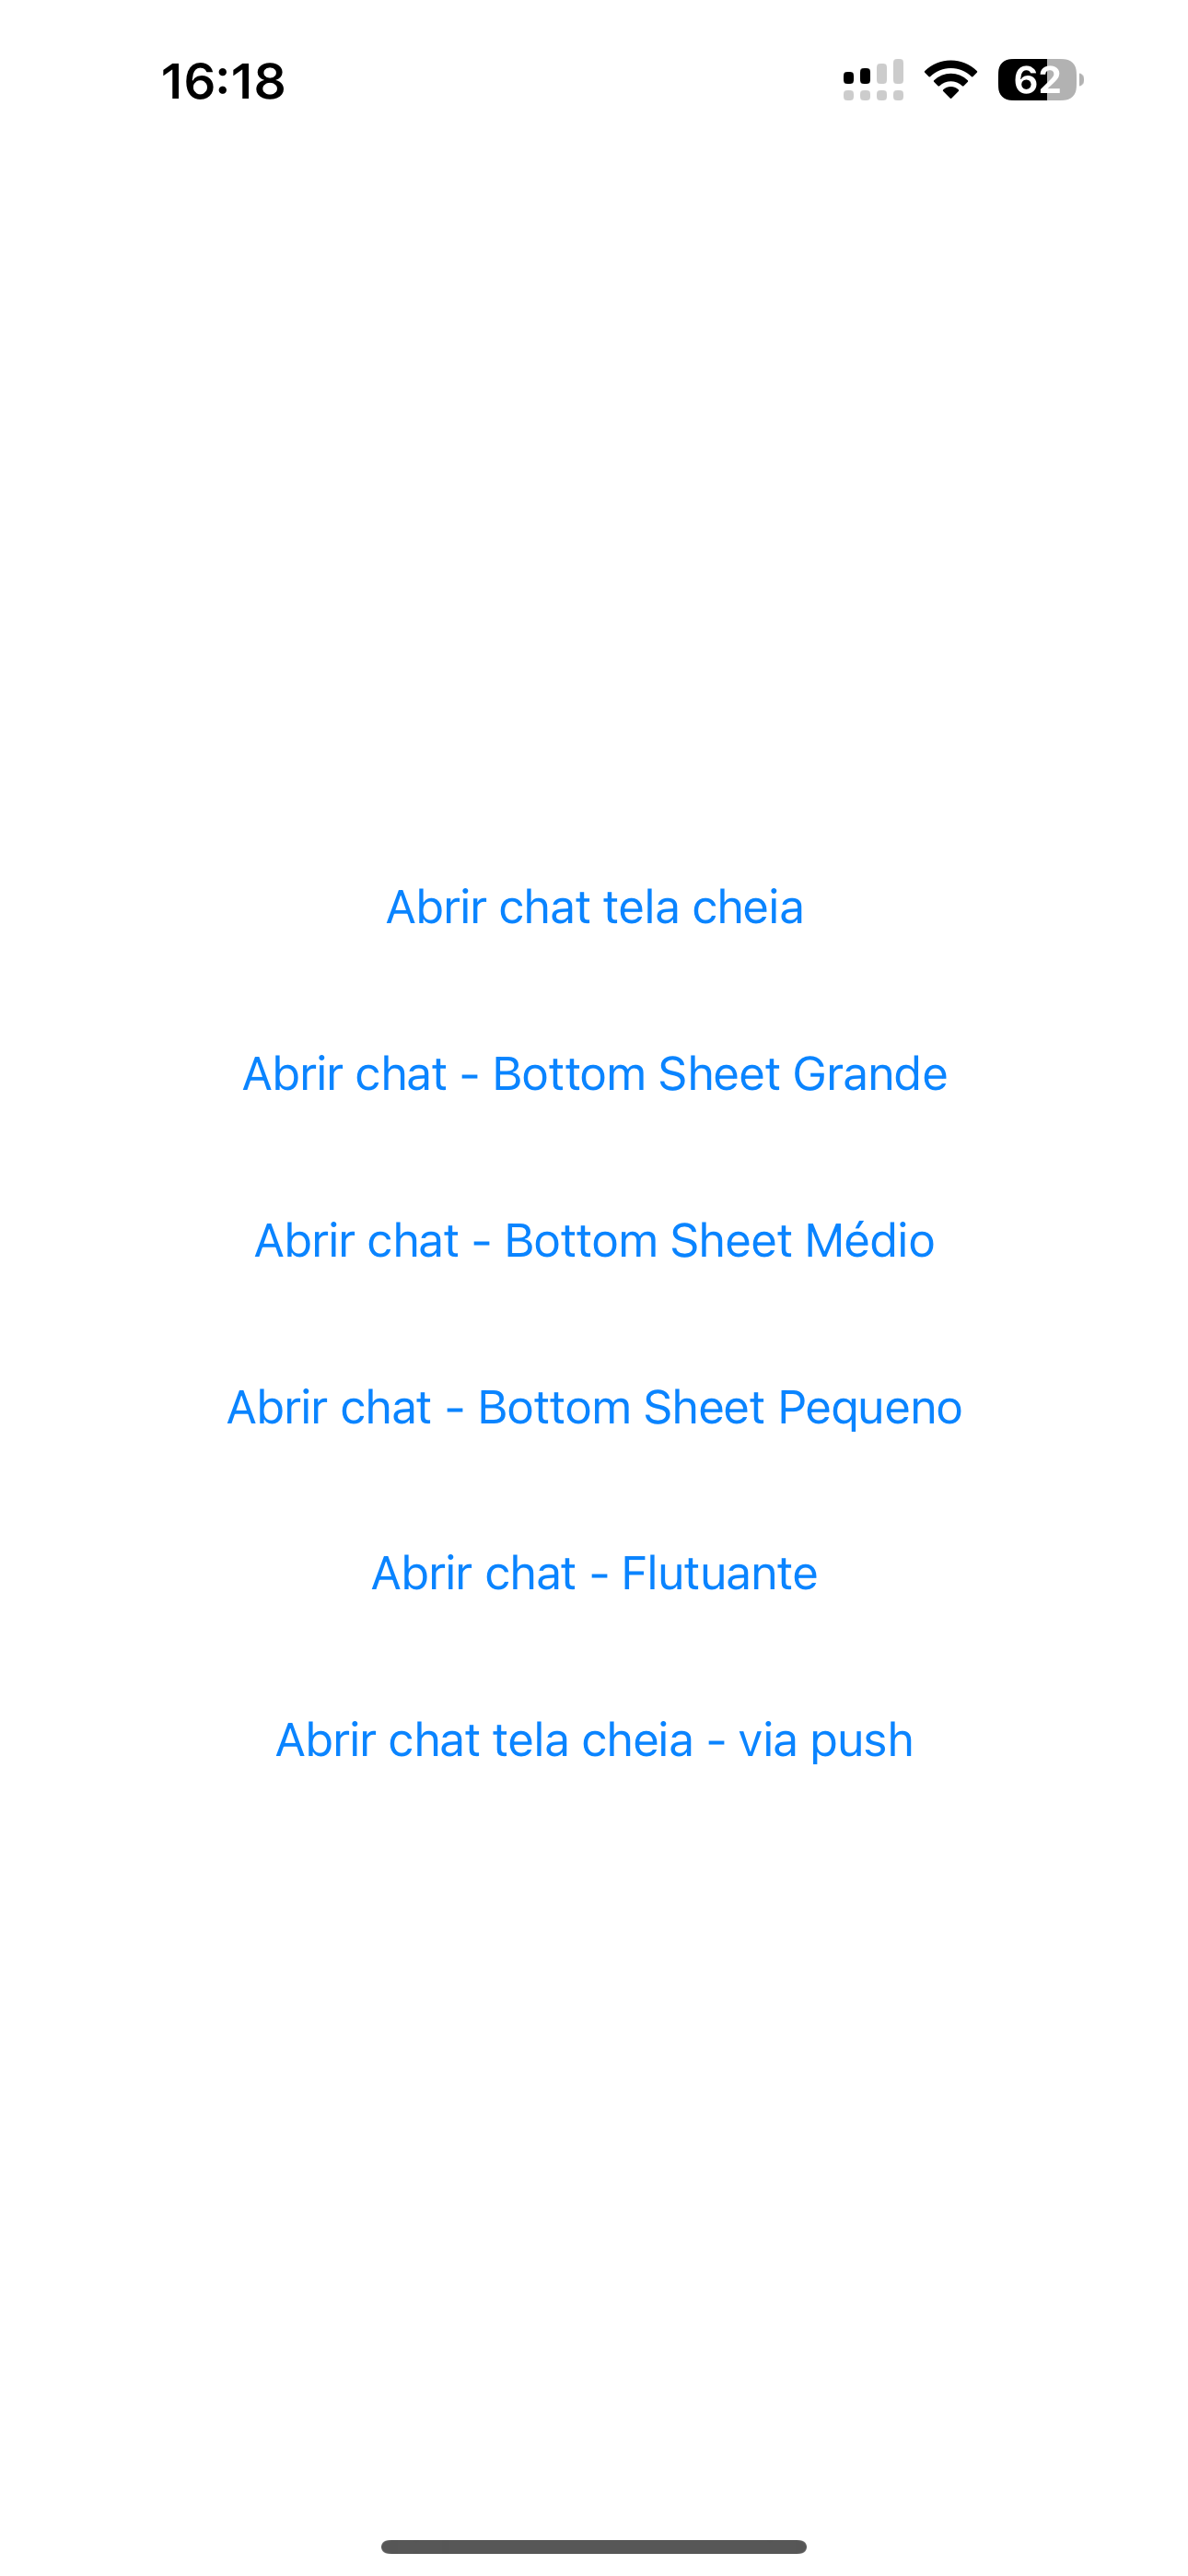 16:18
62
Abrir chat tela cheia
Abrir chat - Bottom Sheet Grande
Abrir chat - Bottom Sheet Médio
Abrir chat - Bottom Sheet Pequeno
Abrir chat - Flutuante
Abrir chat tela cheia - via push